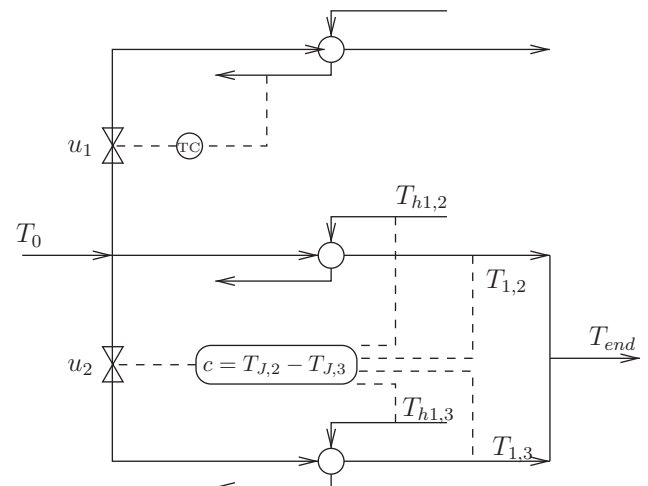 u1
TC
Th1,2
T0
T1,2
Tend
u2
c = TJ,2 − TJ,3
Th1,3
T1,3